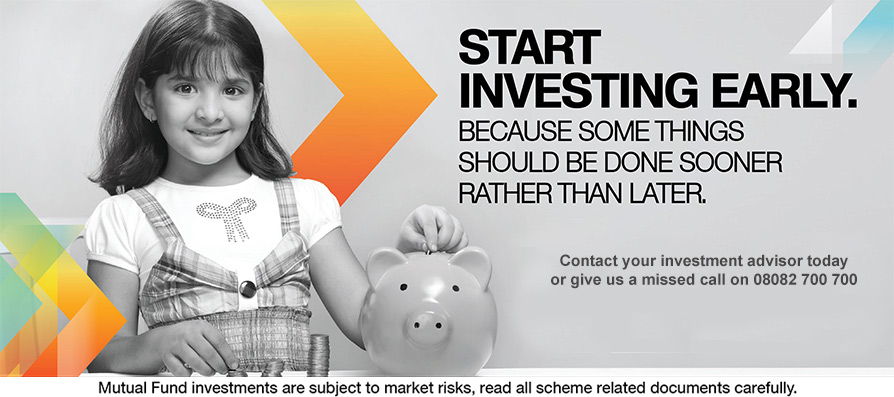 START
INVESTING EARLY.
BECAUSE SOME THINGS
SHOULD BE DONE SOONER
RATHER THAN LATER.
Contact your investment advisor today
or give us a missed call on 08082 700 700
Mutual Fund investments are subject to market risks, read all scheme related documents carefully.